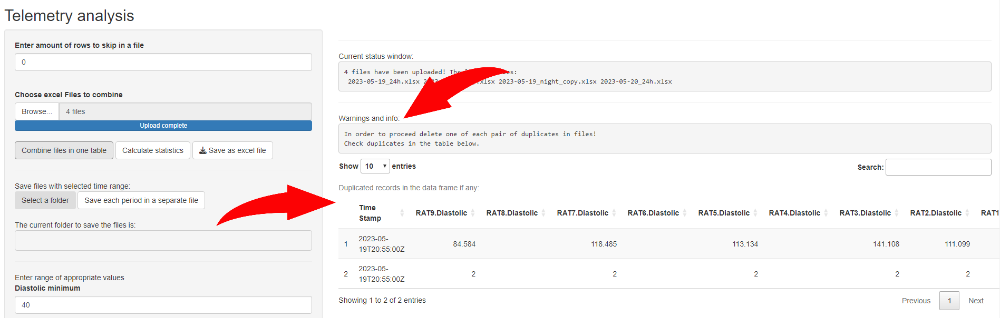 Telemetry analysis
Enter amount of rows to skip in a file
0
Choose excel Files to combine
Browse... 4 files
Upload complete
Combine files in one table Calculate statistics Save as excel file
Save files with selected time range:
Select a folder Save each period in a separate file
The current folder to save the files is:
Enter range of appropriate values
Diastolic minimum
40
Current status window:
4 files have been uploaded!
2023-05-19_24h.xlsx 2023-05-19_night_copy.xlsx 2023-05-20_24h.xlsx
Warnings and info:
In order to proceed delete one of each pair of duplicates in files!
Check duplicates in the table below.
Show 10 entries Search:
Duplicated records in the data frame if any:
Time
Stamp RAT9.Diastolic RAT8.Diastolic RAT7.Diastolic RAT6.Diastolic RAT5.Diastolic RAT4.Diastolic RAT3.Diastolic RAT2.Diastolic RAT1
1 2023-05-
19T20:55:00Z 84.584 118.485 113.134 141.108 111.099
2 2023-05-
19T20:55:00Z 2 2 2 2 2
Showing 1 to 2 of 2 entries Previous 1 Next